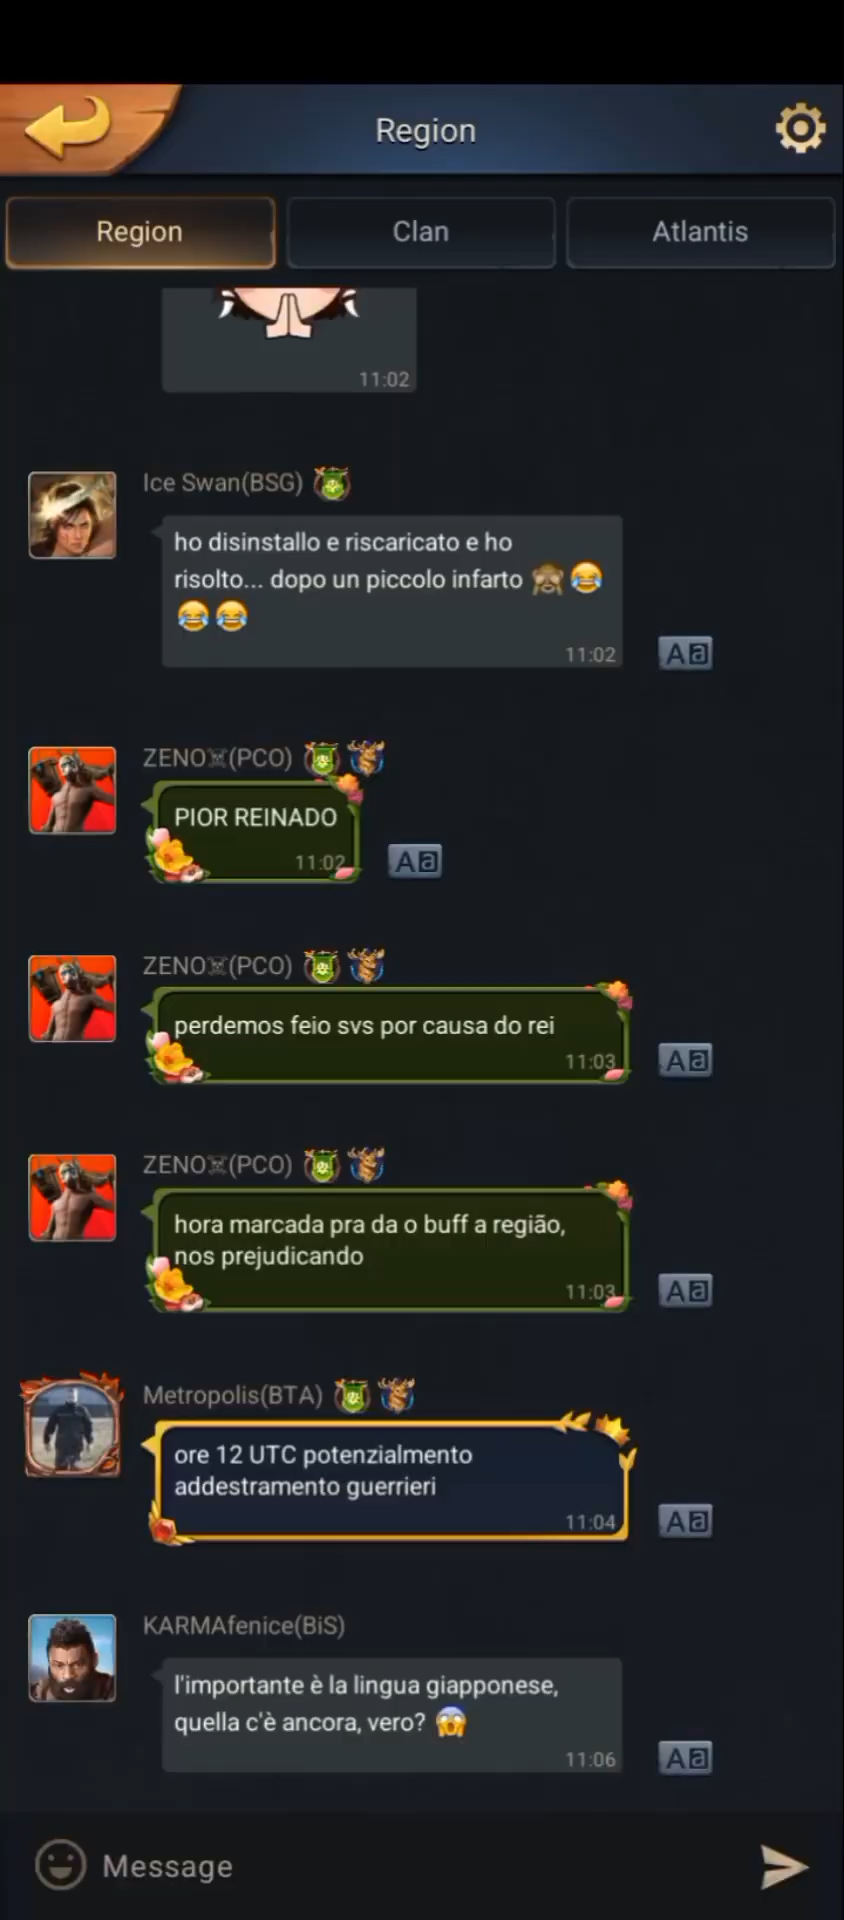 Region
Region
Clan
Atlantis
11:02
Ice Swan(BSG)
ho disinstallo e riscaricato e ho
risolto... dopo un piccolo infarto 🙈😂
😂😂
11:02
Aa
ZENO☠(PCO)
PIOR REINADO
11:02
Aa
ZENO☠(PCO)
perdemos feio svs por causa do rei
11:03
Aa
ZENO☠(PCO)
hora marcada pra da o buff a região,
nos prejudicando
11:03
Aa
Metropolis(BTA)
ore 12 UTC potenzialmento
addestramento guerrieri
11:04
Aa
KARMAfenice(BiS)
l'importante è la lingua giapponese,
quella c'è ancora, vero? 😱
11:06
Aa
Message